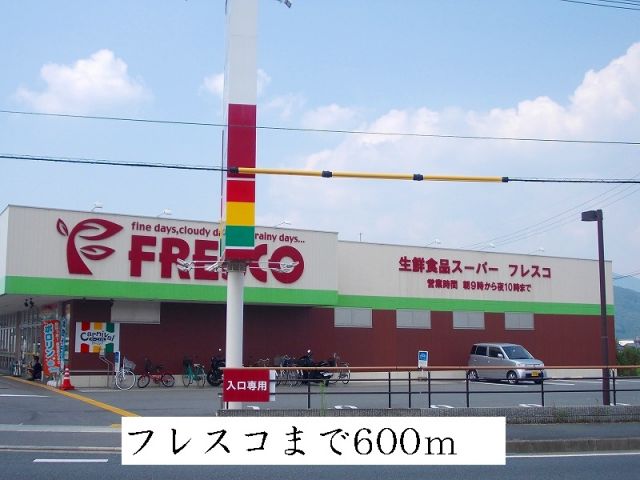 fine days,cloudy da rainy days...
FRESCO
生鮮食品スーパー フレスコ
営業時間 朝9時から夜10時まで
Carnival
入口専用
フレスコまで600m